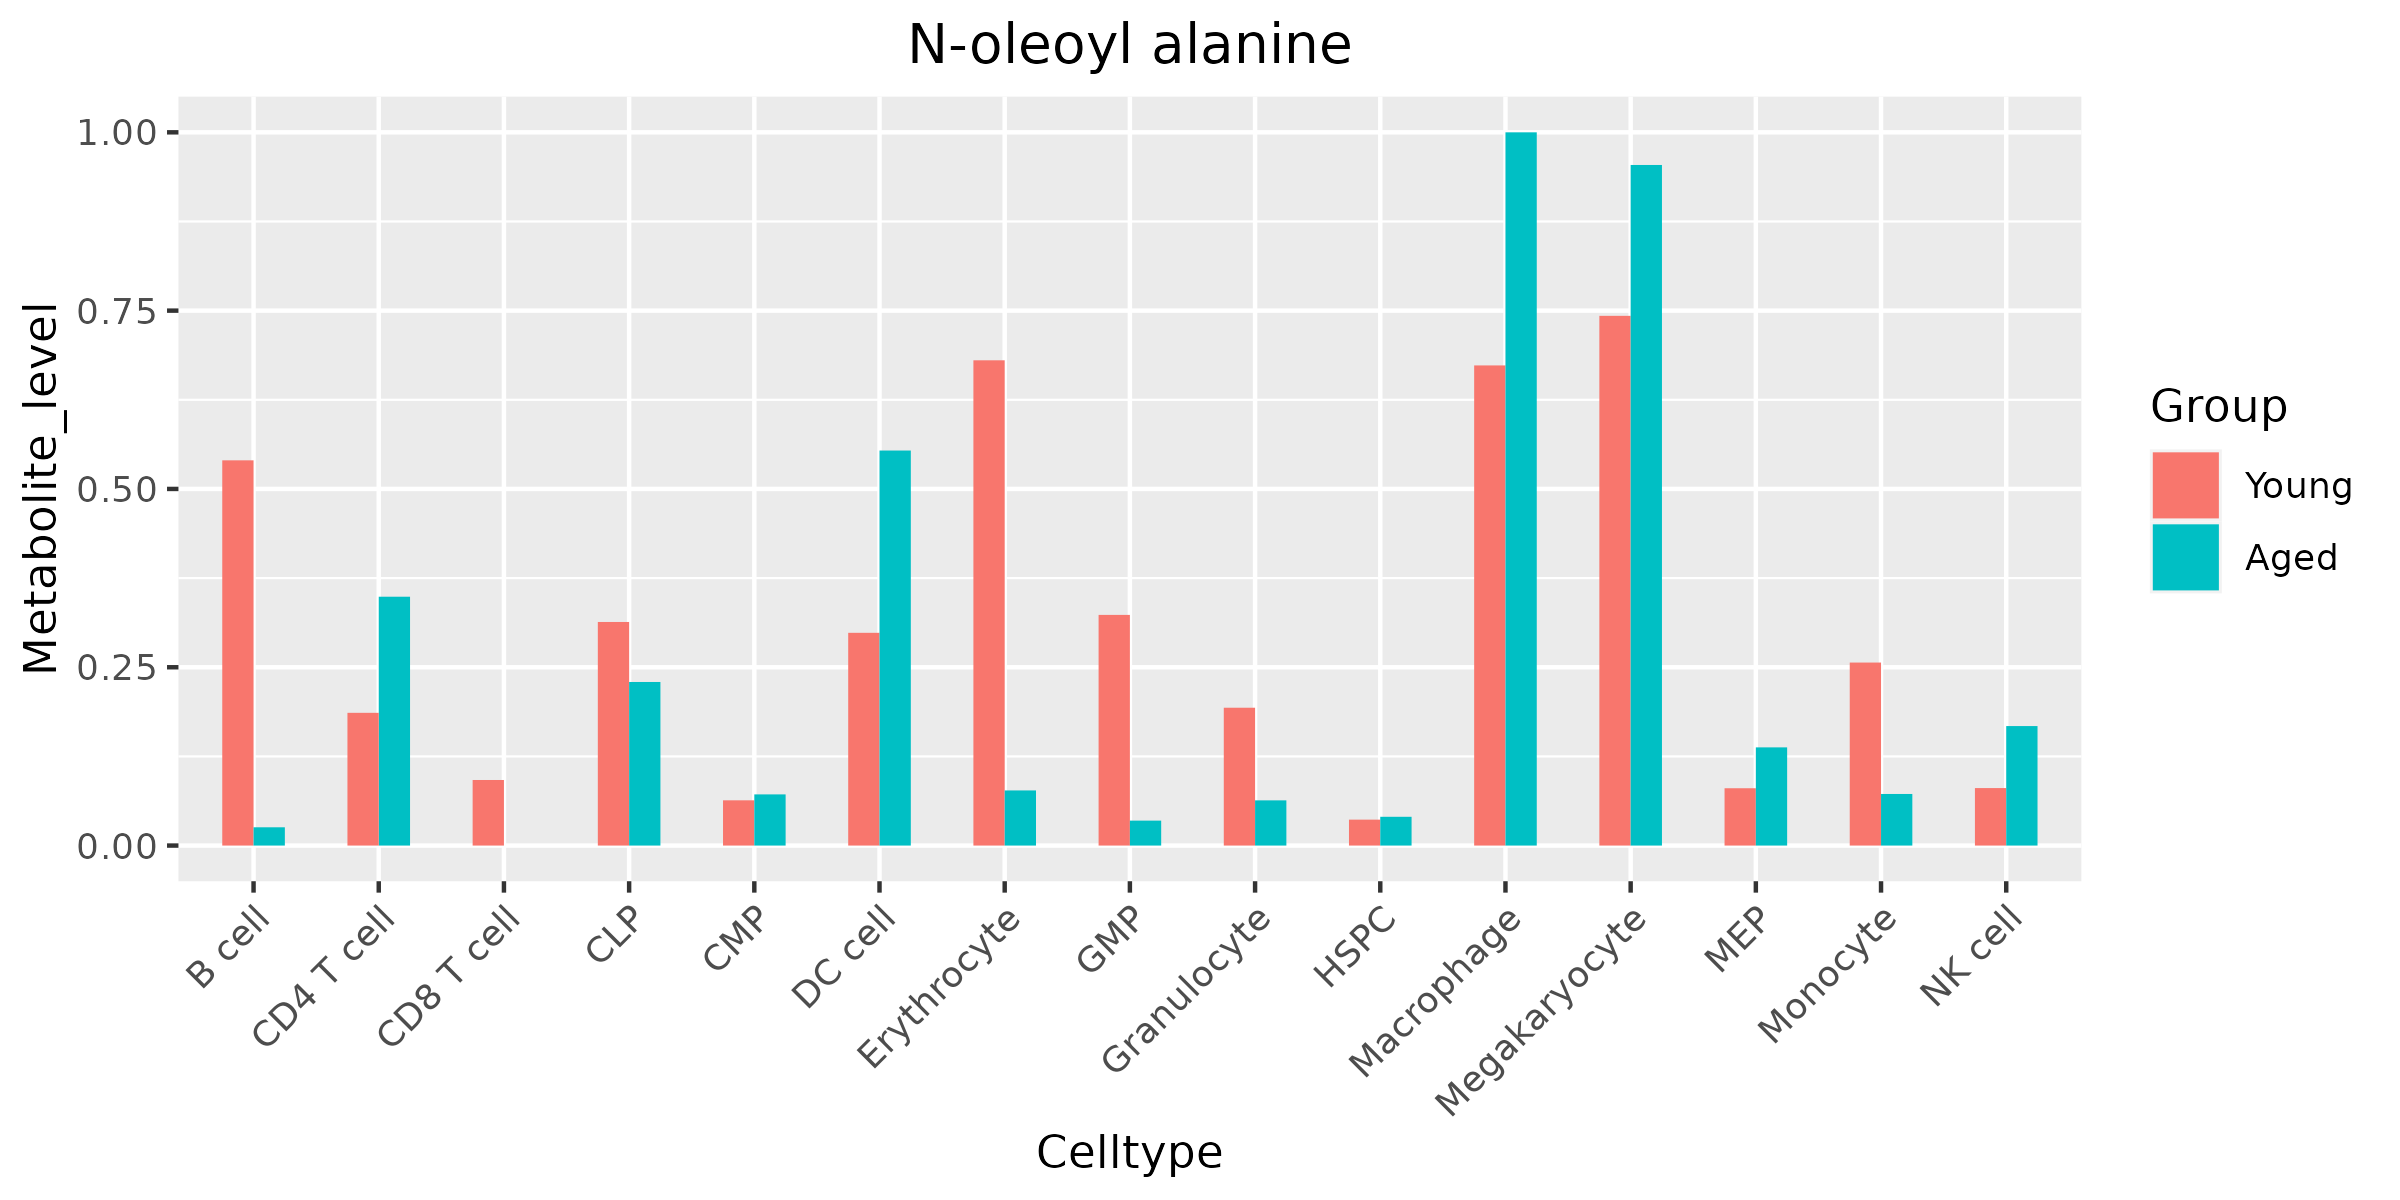 N-oleoyl alanine
1.00
0.75
0.50
0.25
0.00
Metabolite_level
B cell
CD4 T cell
CD8 T cell
CLP
CMP
DC cell
Erythrocyte
GMP
Granulocyte
HSPC
Macrophage
Megakaryocyte
MEP
Monocyte
NK cell
Celltype
Group
Young
Aged